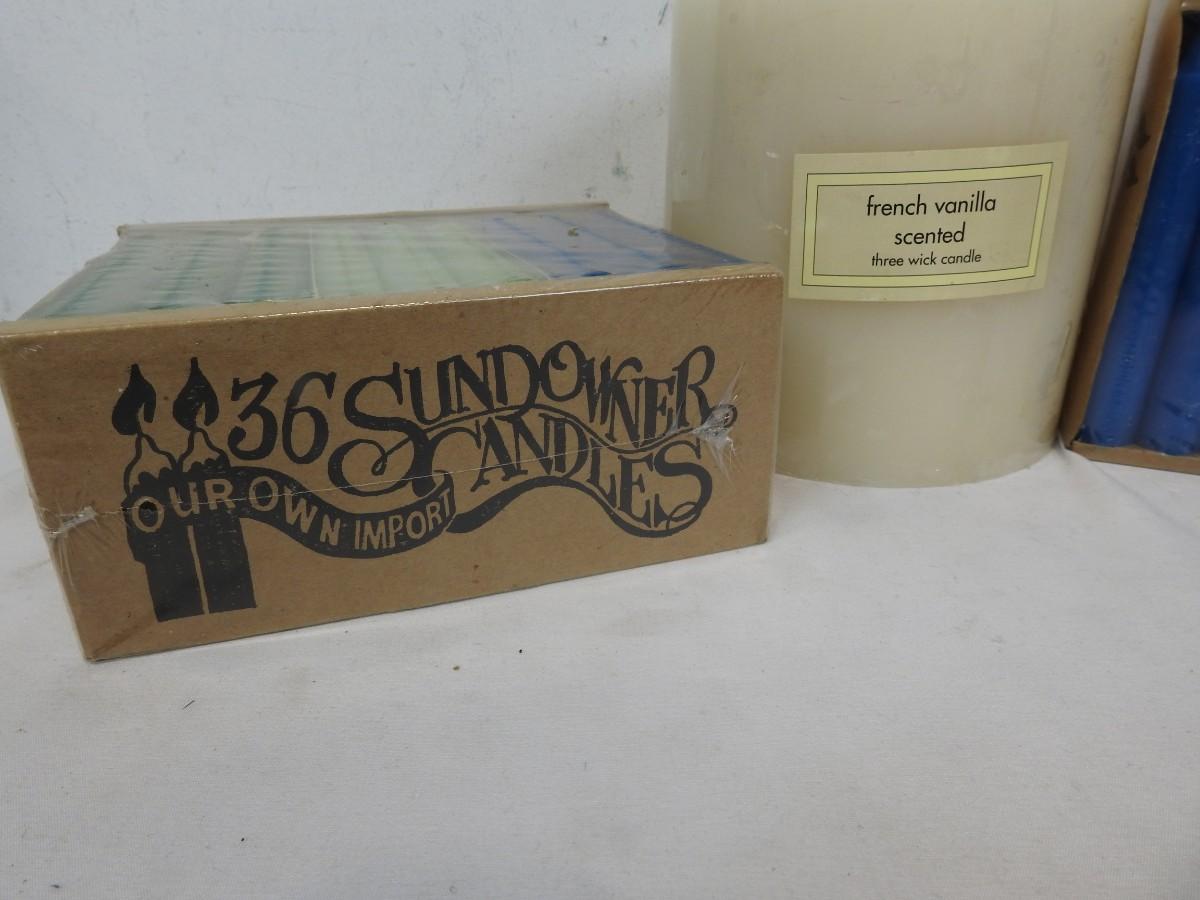 36 SUNDOWNER
CANDLES
OUR OWN IMPORT
french vanilla
scented
three wick candle